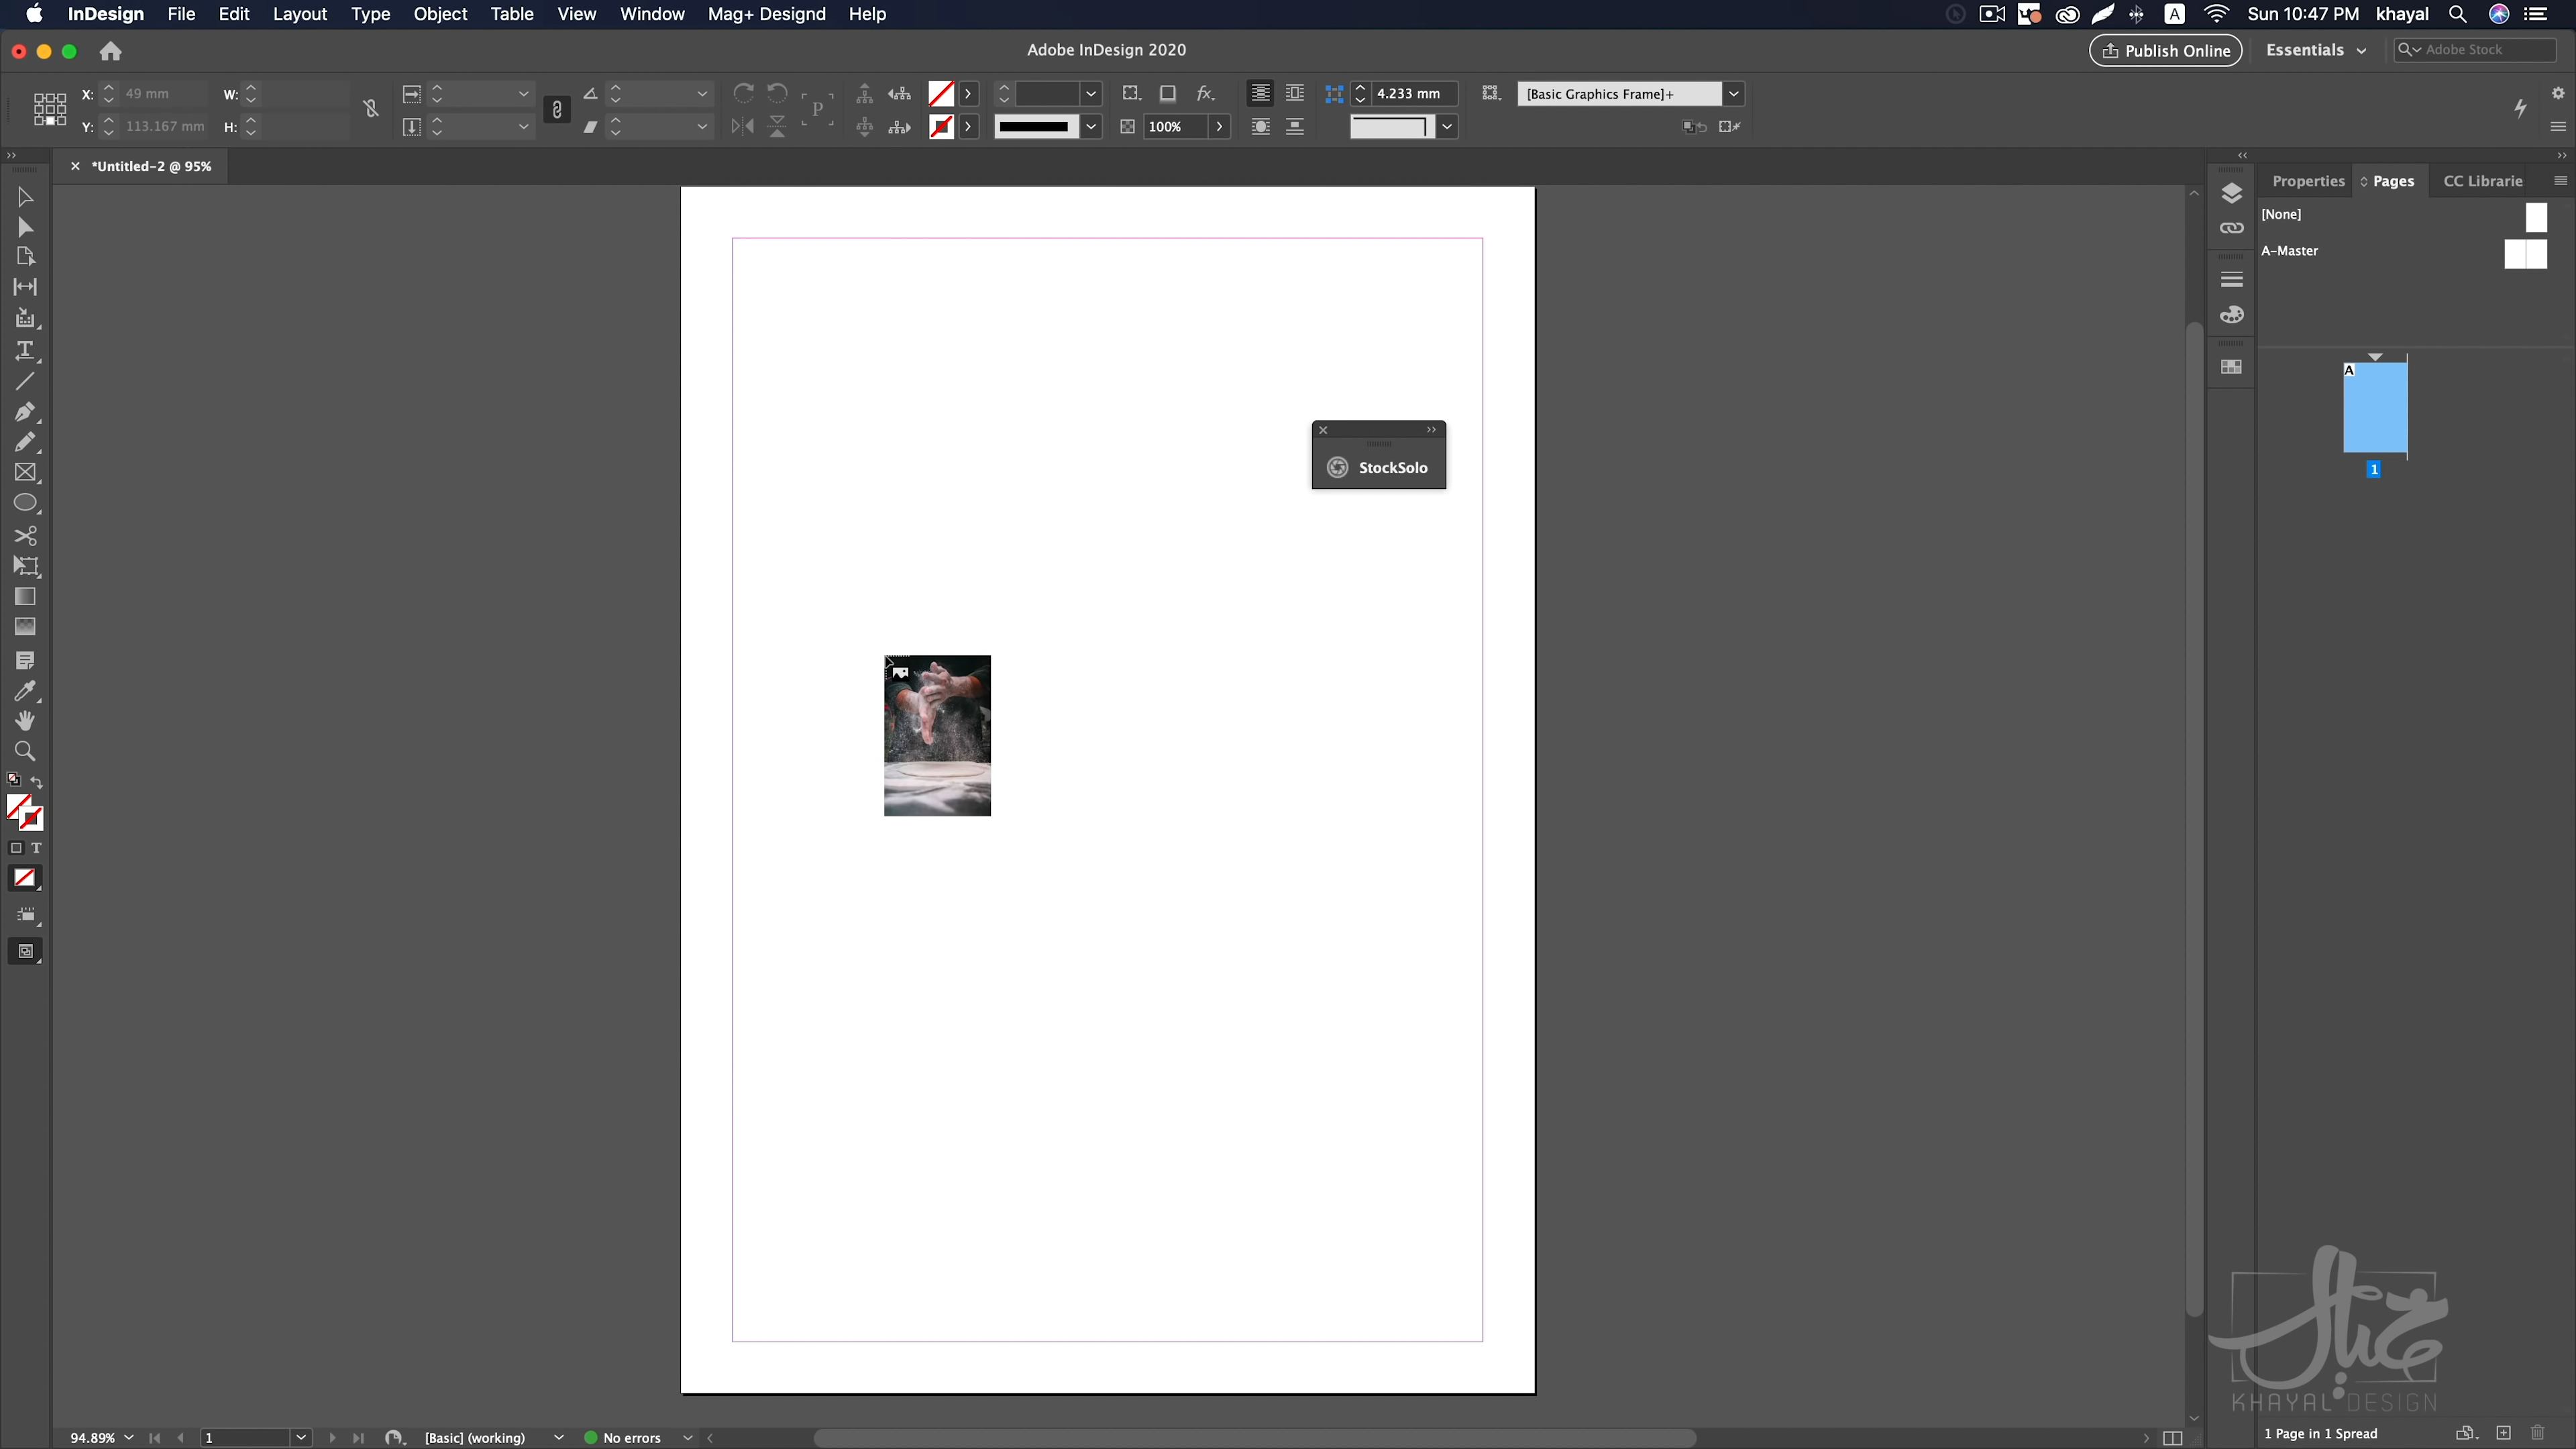 InDesign File Edit Layout Type Object Table View Window Mag+ Designd Help
A Sun 10:47 PM khayal
Adobe InDesign 2020
Publish Online Essentials Adobe Stock
X: 49 mm W: P fx. 4.233 mm [Basic Graphics Frame]+
Y: 113.167 mm H: 100%
*Untitled-2 @ 95%
Properties Pages CC Librarie
[None]
A-Master
A
1
StockSolo
T
خيال
KHAYAL DESIGN
94.89% 1 [Basic] (working) No errors
1 Page in 1 Spread